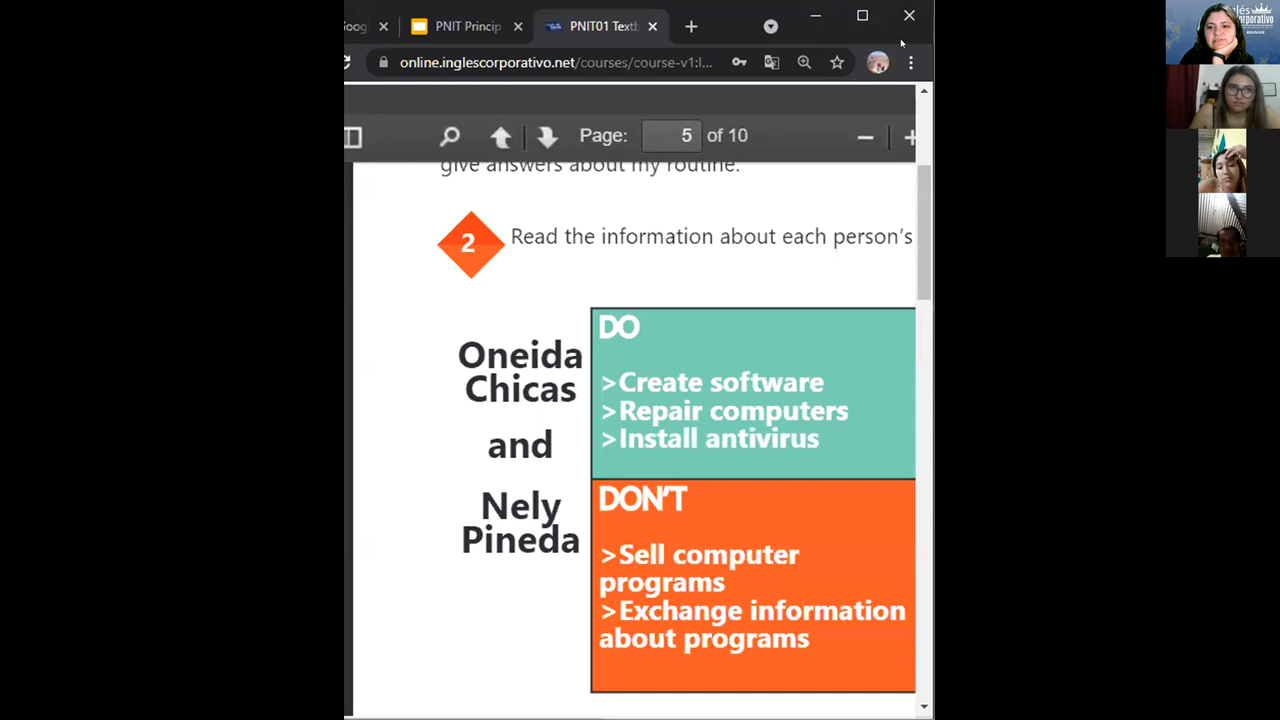 PNIT Princip
PNIT01 Textb
online.inglescorporativo.net/courses/course-v1:l...
Page: 5 of 10
give answers about my routine.
2 Read the information about each person's
Oneida
Chicas
and
Nely
Pineda
DO
>Create software
>Repair computers
>Install antivirus
DON'T
>Sell computer
programs
>Exchange information
about programs